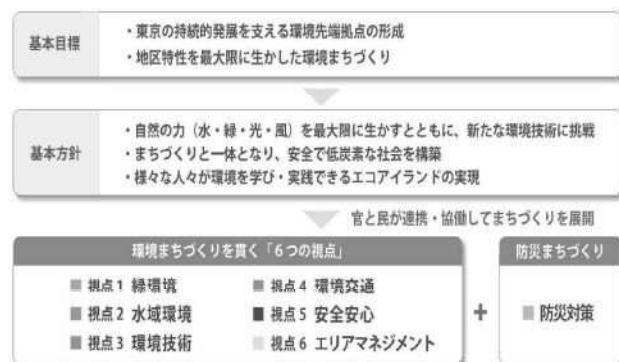 基本目標
・東京の持続的発展を支える環境先端拠点の形成
・地区特性を最大限に生かした環境まちづくり
基本方針
・自然の力（水・緑・光・風）を最大限に生かすとともに、新たな環境技術に挑戦
・まちづくりと一体となり、安全で低炭素な社会を構築
・様々な人々が環境を学び・実践できるエコアイランドの実現
官と民が連携・協働してまちづくりを展開
環境まちづくりを貫く「６つの視点」
視点1 緑環境
視点2 水域環境
視点3 環境技術
視点4 環境交通
視点5 安全安心
視点6 エリアマネジメント
+
防災まちづくり
防災対策